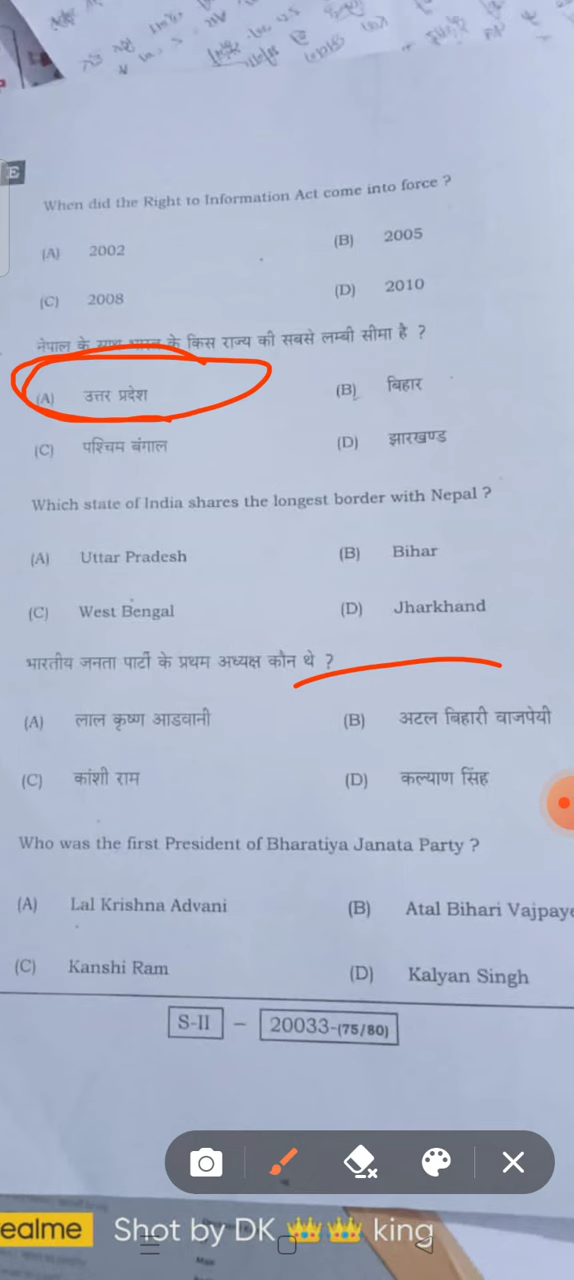 E
When did the Right to Information Act come into force ?
(A) 2002 (B) 2005
(C) 2008 (D) 2010
नेपाल के साथ भारत के किस राज्य की सबसे लम्बी सीमा है ?
(A) उत्तर प्रदेश (B) बिहार
(C) पश्चिम बंगाल (D) झारखण्ड
Which state of India shares the longest border with Nepal ?
(A) Uttar Pradesh (B) Bihar
(C) West Bengal (D) Jharkhand
भारतीय जनता पार्टी के प्रथम अध्यक्ष कौन थे ?
(A) लाल कृष्ण आडवानी (B) अटल बिहारी वाजपेयी
(C) कांशी राम (D) कल्याण सिंह
Who was the first President of Bharatiya Janata Party ?
(A) Lal Krishna Advani (B) Atal Bihari Vajpaye
(C) Kanshi Ram (D) Kalyan Singh
S-II – 20033-(75/80)
ealme Shot by DK 👑👑 king